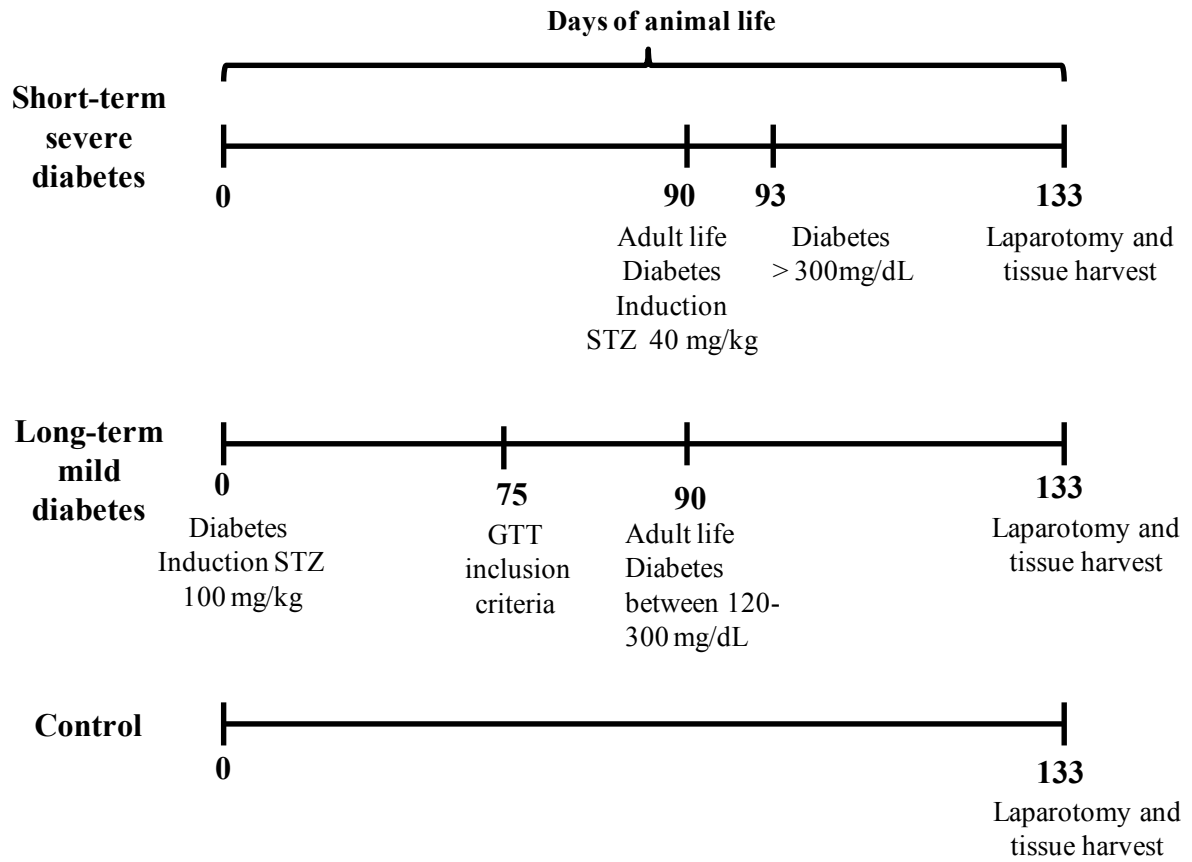 Days of animal life
Short-term
severe
diabetes
0
90
93
133
Adult life
Diabetes
Induction
STZ 40 mg/kg
Diabetes
> 300mg/dL
Laparotomy and
tissue harvest
Long-term
mild
diabetes
0
75
90
133
Diabetes
Induction STZ
100 mg/kg
GTT
inclusion
criteria
Adult life
Diabetes
between 120-
300 mg/dL
Laparotomy and
tissue harvest
Control
0
133
Laparotomy and
tissue harvest